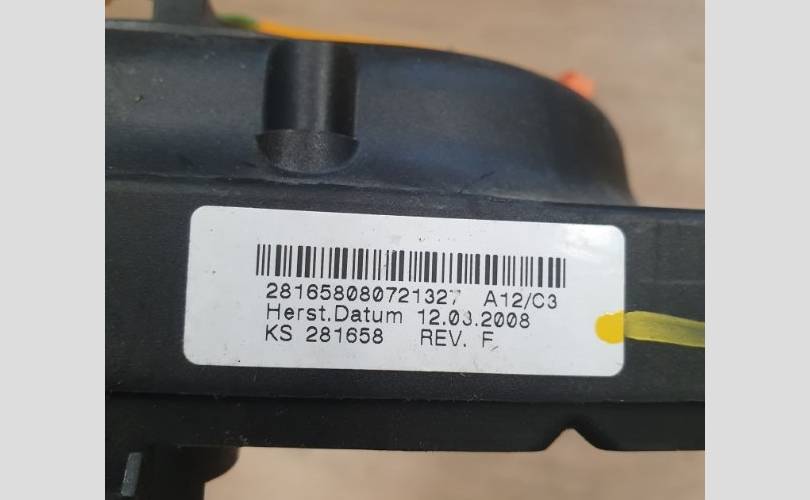 281658080721327 A12/C3
Herst.Datum 12.03.2008
KS 281658 REV. F